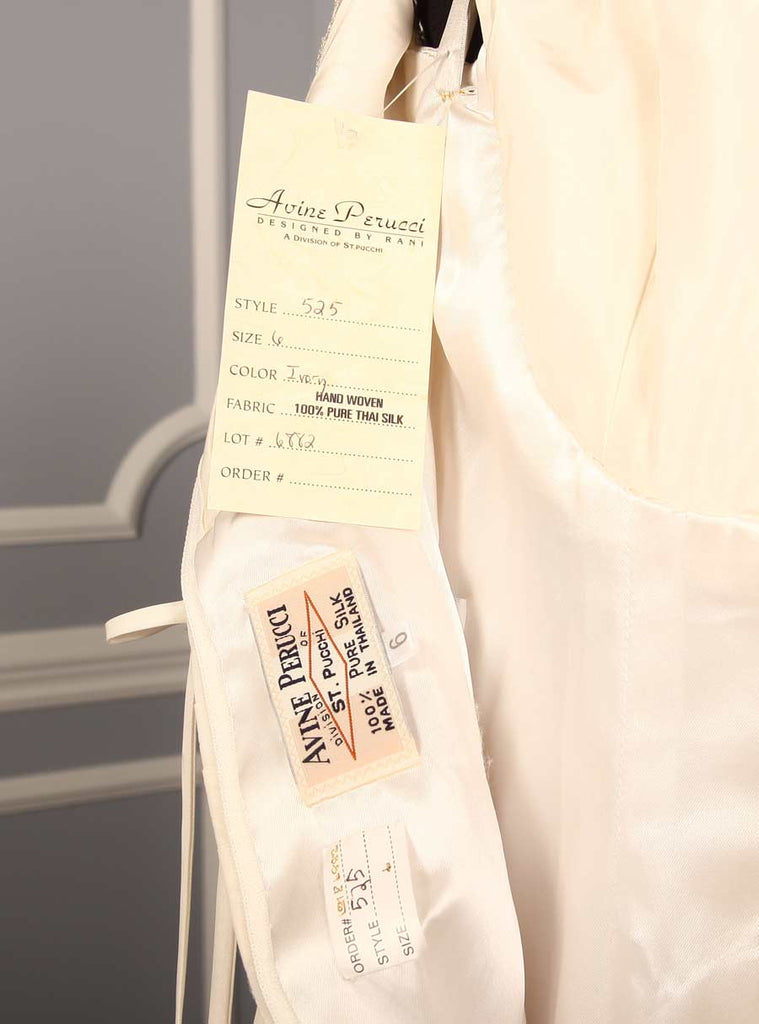 Avine Perucci
DESIGNED BY RANI
A DIVISION OF ST.PUCCHI
STYLE 525
SIZE 6
COLOR Ivory
FABRIC HAND WOVEN
100% PURE THAI SILK
LOT # 6882
ORDER #
AVINE PERUCCI
DIVISION OF
ST. PUCCHI
100% PURE SILK
MADE IN THAILAND
6
ORDER#
STYLE 525
SIZE